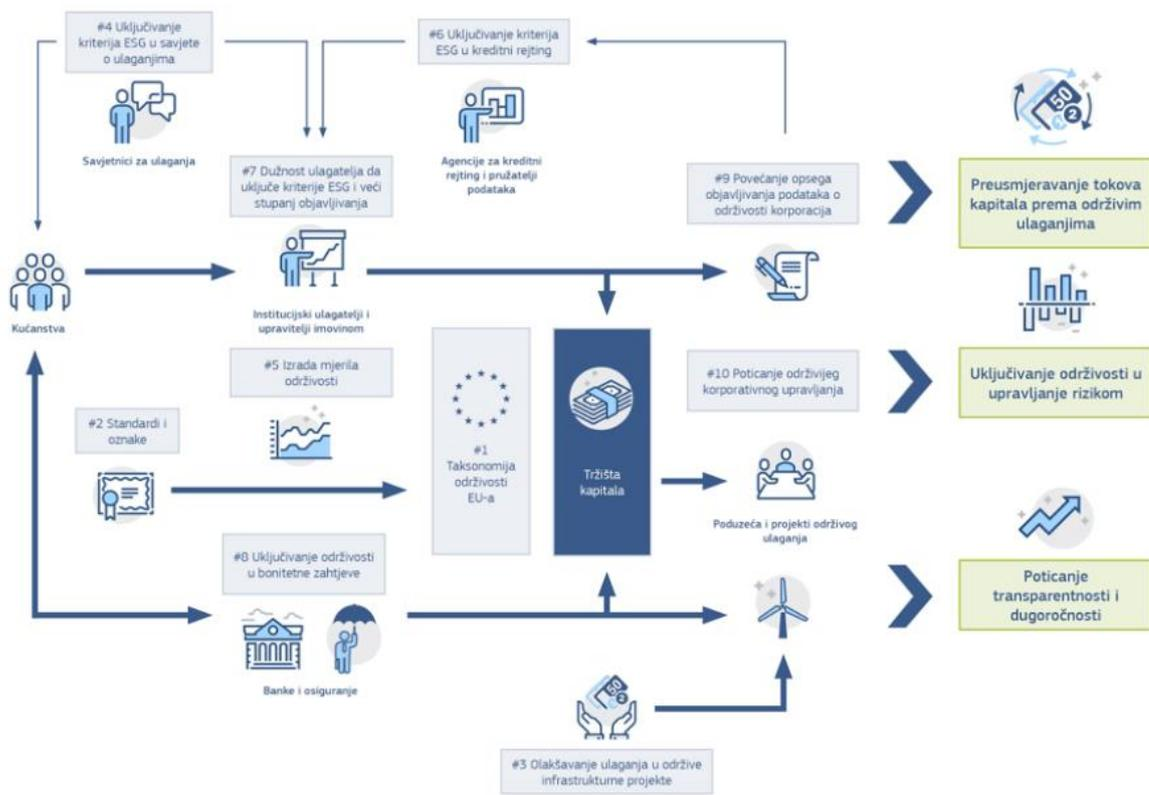 #4 Uključivanje
kriterija ESG u savjete
o ulaganjima
#6 Uključivanje kriterija
ESG u kreditni rejting
Savjetnici za ulaganja
#7 Dužnost ulagatelja da
uključe kriterije ESG i veći
stupanj objavljivanja
Agencije za kreditni
rejting i pružatelji
podataka
#9 Povećanje opsega
objavljivanja podataka o
održivosti korporacija
50
2
Preusmjeravanje tokova
kapitala prema održivim
ulaganjima
Kućanstva
Institucijski ulagatelji i
upravitelji imovinom
#5 Izrada mjerila
održivosti
#10 Poticanje održivijeg
korporativnog upravljanja
Uključivanje održivosti u
upravljanje rizikom
#2 Standardi i
oznake
#1
Taksonomija
održivosti
EU-a
Tržišta
kapitala
Poduzeća i projekti održivog
ulaganja
#8 Uključivanje održivosti
u bonitetne zahtjeve
Poticanje
transparentnosti i
dugoročnosti
Banke i osiguranje
50
2
#3 Olakšavanje ulaganja u održive
infrastrukturne projekte